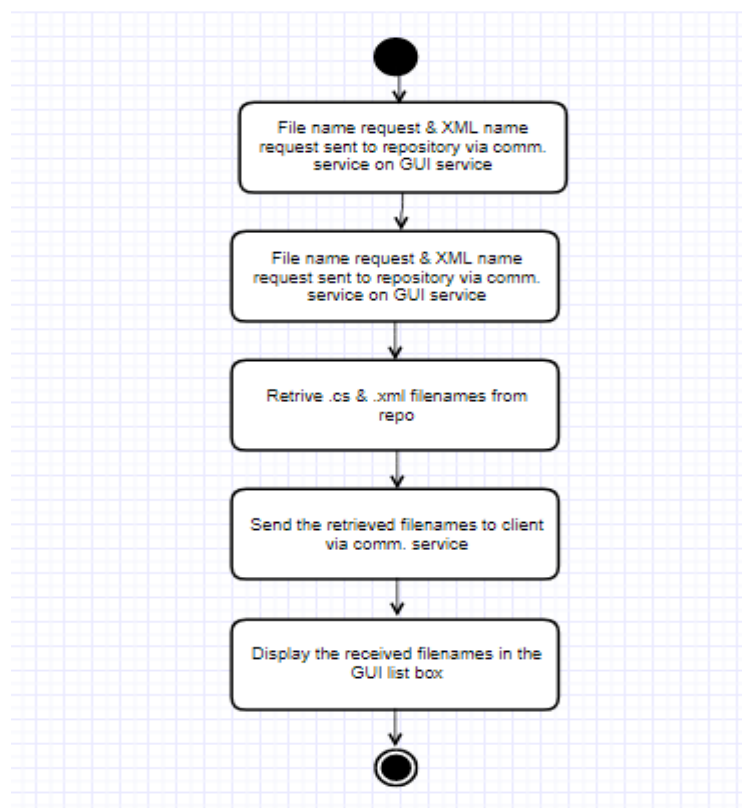 File name request & XML name
request sent to repository via comm.
service on GUI service
File name request & XML name
request sent to repository via comm.
service on GUI service
Retrive .cs & .xml filenames from
repo
Send the retrieved filenames to client
via comm. service
Display the received filenames in the
GUI list box